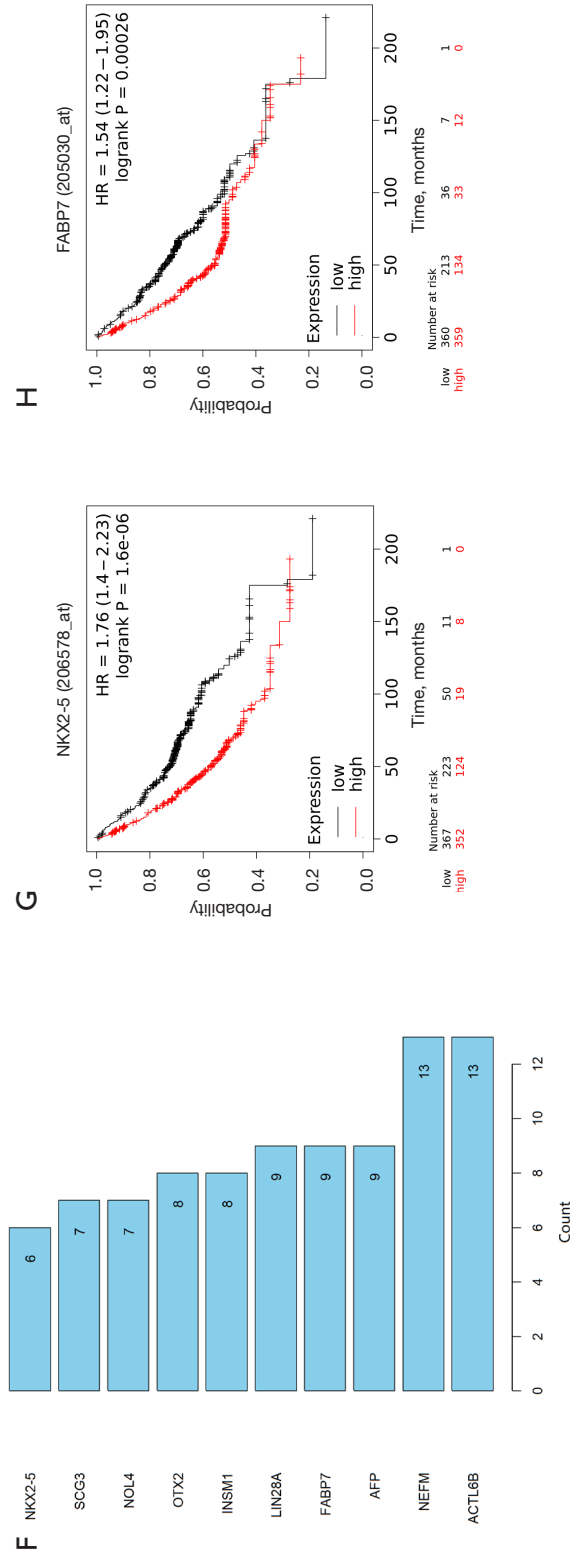 F
NKX2-5
SCG3
NOL4
OTX2
INSM1
LIN28A
FABP7
AFP
NEFM
ACTL6B
6
7
7
8
8
9
9
9
13
13
0 2 4 6 8 10 12
Count
G
NKX2-5 (206578_at)
HR = 1.76 (1.4−2.23)
logrank P = 1.6e-06
Probability
1.0
0.8
0.6
0.4
0.2
0.0
Expression
low
high
0 50 100 150 200
Time, months
Number at risk
low 367 223 50 11 1
high 352 124 19 8 0
H
FABP7 (205030_at)
HR = 1.54 (1.22−1.95)
logrank P = 0.00026
Probability
1.0
0.8
0.6
0.4
0.2
0.0
Expression
low
high
0 50 100 150 200
Time, months
Number at risk
low 360 213 36 7 1
high 359 134 33 12 0